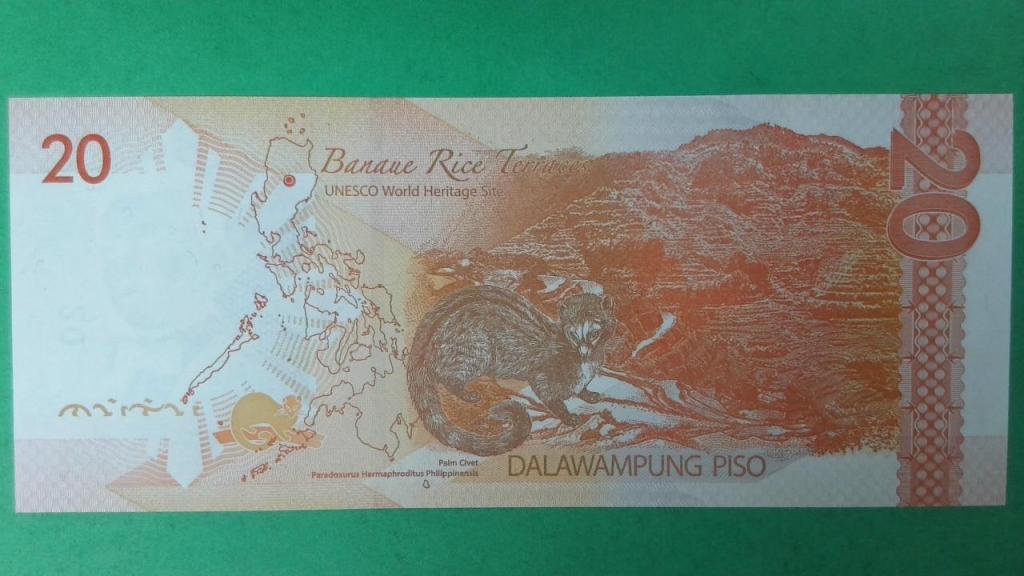 20
Banaue Rice Terraces
UNESCO World Heritage Site
20
Palm Civet
Paradoxurus Hermaphroditus Philippinensis
DALAWAMPUNG PISO